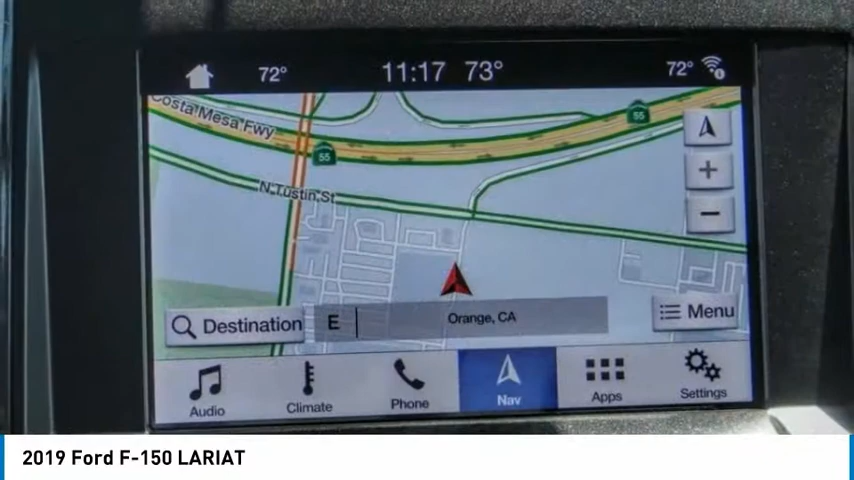 72° 11:17 73° 72°
Costa Mesa Fwy
55
55
N Tustin St
Destination E Orange, CA Menu
Audio Climate Phone Nav Apps Settings
2019 Ford F-150 LARIAT